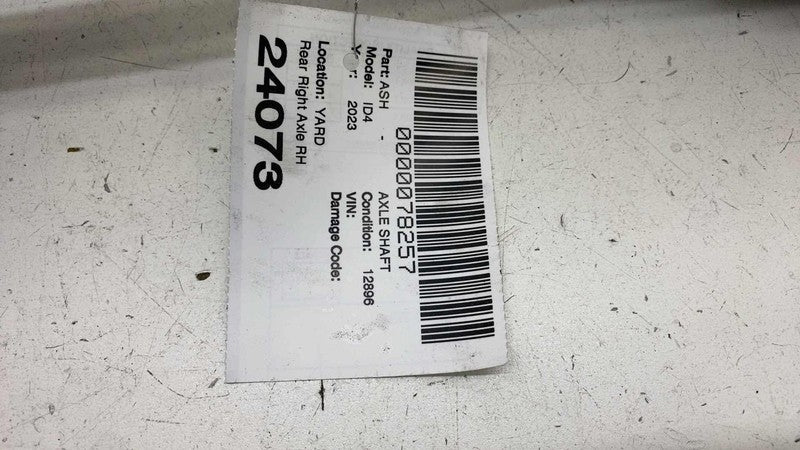 0000078257
Part: ASH - AXLE SHAFT
Model: ID4 Condition: 12896
Year: 2023 VIN:
Damage Code:
Location: YARD
Rear Right Axle RH
24073